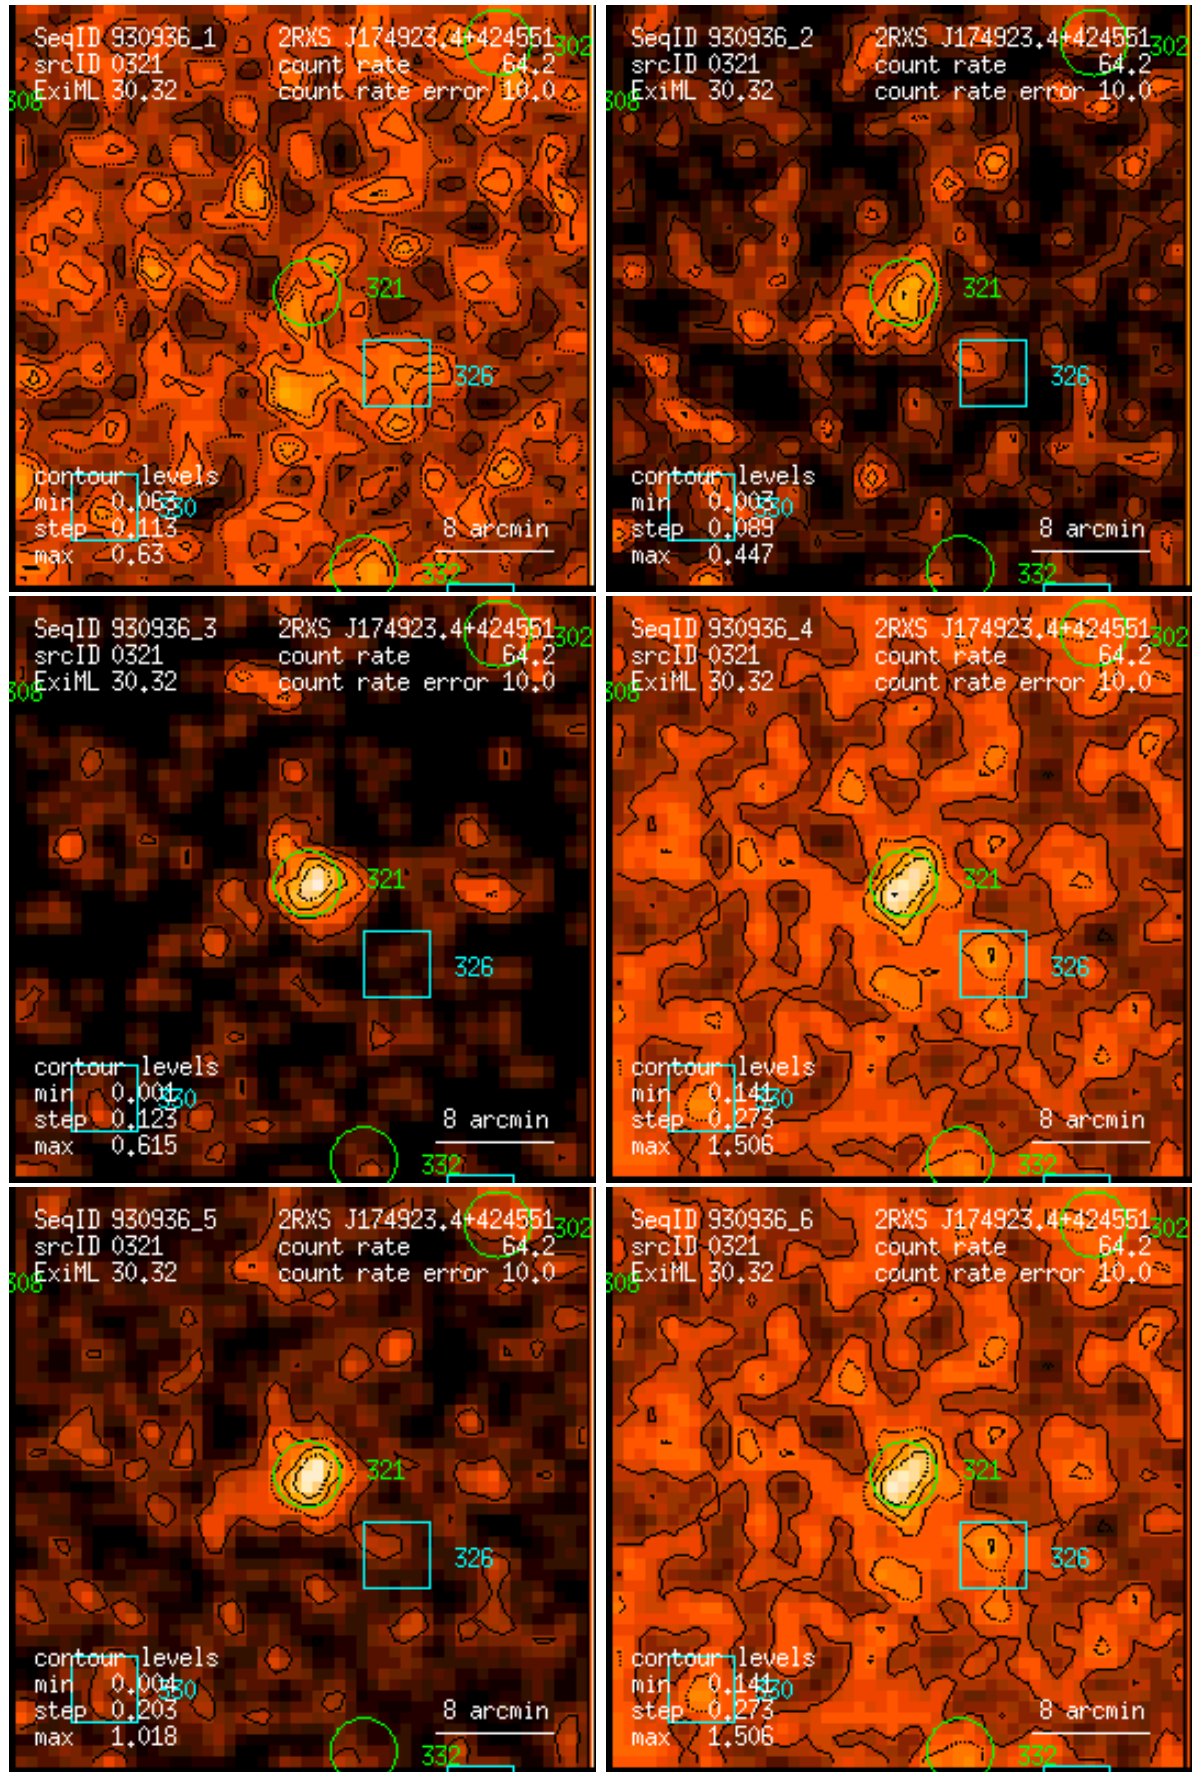 SeqID 930936_1 2RXS J174923.4+424551 302
srcID 0321 count rate 64.2
308 ExiML 30.32 count rate error 10.0
321
326
contour levels
min 0.063 330
step 0.113 8 arcmin
max 0.63 332
SeqID 930936_2 2RXS J174923.4+424551 302
srcID 0321 count rate 64.2
308 ExiML 30.32 count rate error 10.0
321
326
contour levels
min 0.003 330
step 0.089 8 arcmin
max 0.447 332
SeqID 930936_3 2RXS J174923.4+424551 302
srcID 0321 count rate 64.2
308 ExiML 30.32 count rate error 10.0
321
326
contour levels
min 0.004 330
step 0.123 8 arcmin
max 0.615 332
SeqID 930936_4 2RXS J174923.4+424551 302
srcID 0321 count rate 64.2
308 ExiML 30.32 count rate error 10.0
321
326
contour levels
min 0.141 330
step 0.273 8 arcmin
max 1.506 332
SeqID 930936_5 2RXS J174923.4+424551 302
srcID 0321 count rate 64.2
308 ExiML 30.32 count rate error 10.0
321
326
contour levels
min 0.004 330
step 0.203 8 arcmin
max 1.018 332
SeqID 930936_6 2RXS J174923.4+424551 302
srcID 0321 count rate 64.2
308 ExiML 30.32 count rate error 10.0
321
326
contour levels
min 0.141 330
step 0.273 8 arcmin
max 1.506 332